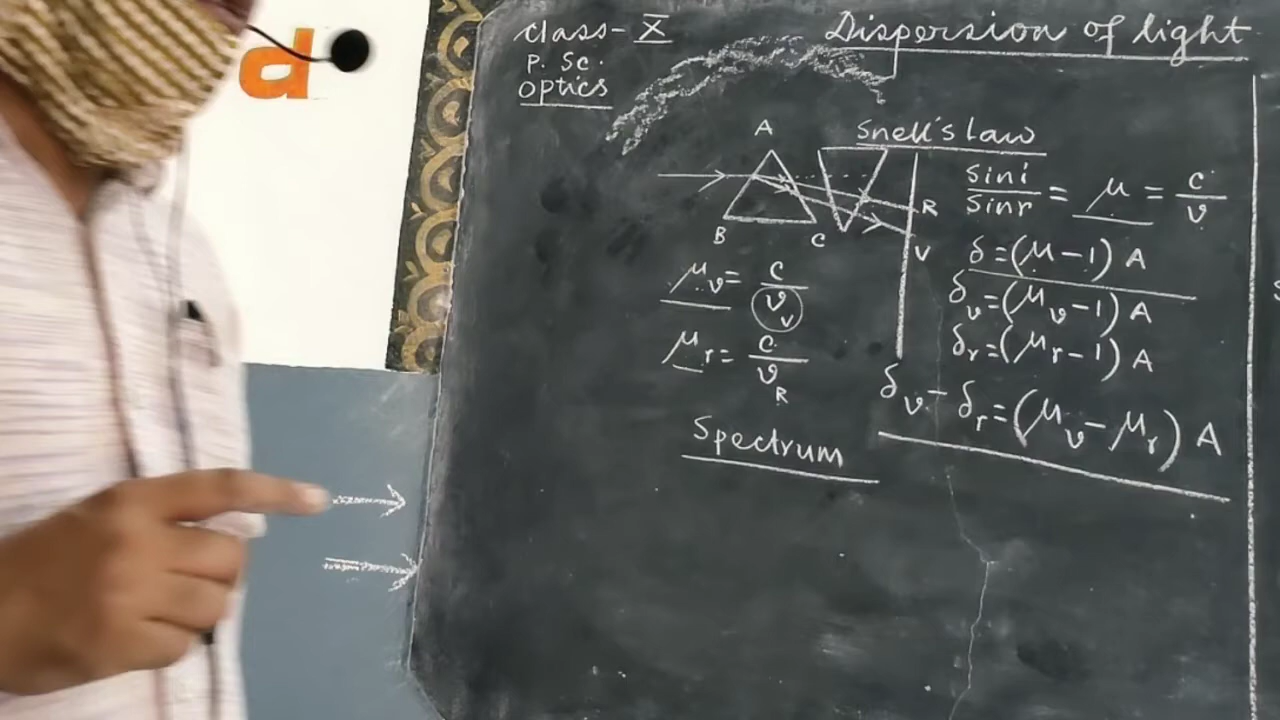 d
Class - X
P. Sc.
Optics
Dispersion of light
A
B
C
R
V
Snell's Law
sin i / sin r = μ = c / v
δ = (μ - 1) A
δv = (μv - 1) A
δr = (μr - 1) A
δv - δr = (μv - μr) A
μv = c / vv
μr = c / vR
Spectrum